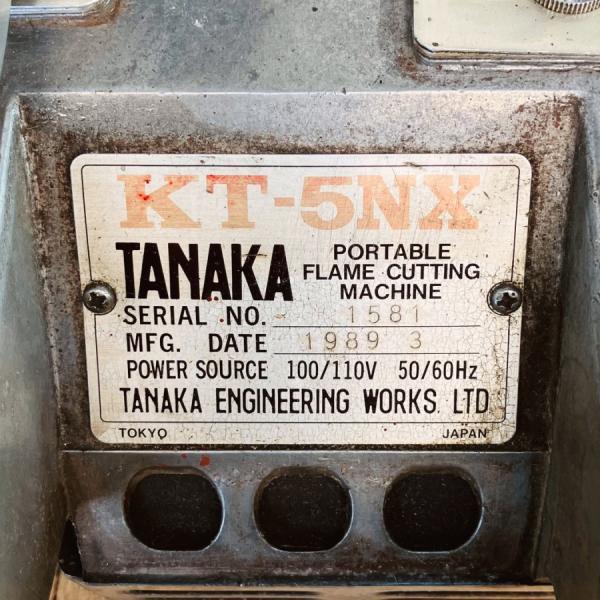 KT-5NX
TANAKA PORTABLE FLAME CUTTING MACHINE
SERIAL NO. 1581
MFG. DATE 1989 3
POWER SOURCE 100/110V 50/60Hz
TANAKA ENGINEERING WORKS. LTD
TOKYO JAPAN